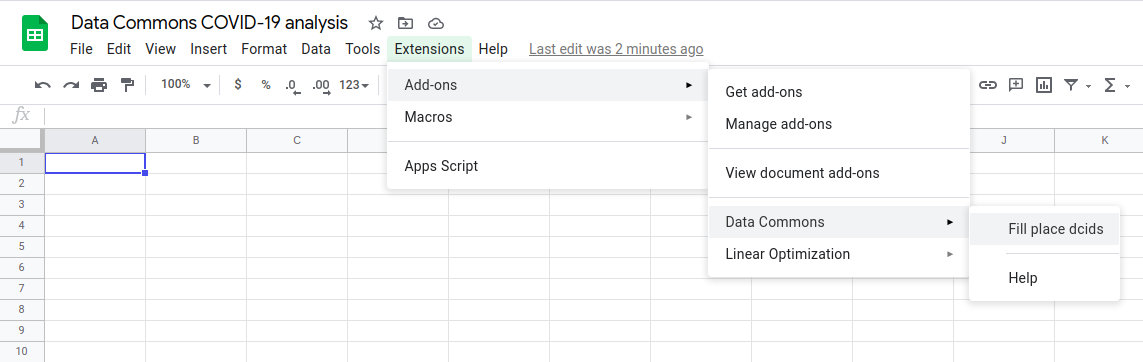 Data Commons COVID-19 analysis
File Edit View Insert Format Data Tools Extensions Help Last edit was 2 minutes ago
100% $ % .0 .00 123
fx
Add-ons
Macros
Apps Script
Get add-ons
Manage add-ons
View document add-ons
Data Commons
Linear Optimization
Fill place dcids
Help
A B C J K
1
2
3
4
5
6
7
8
9
10